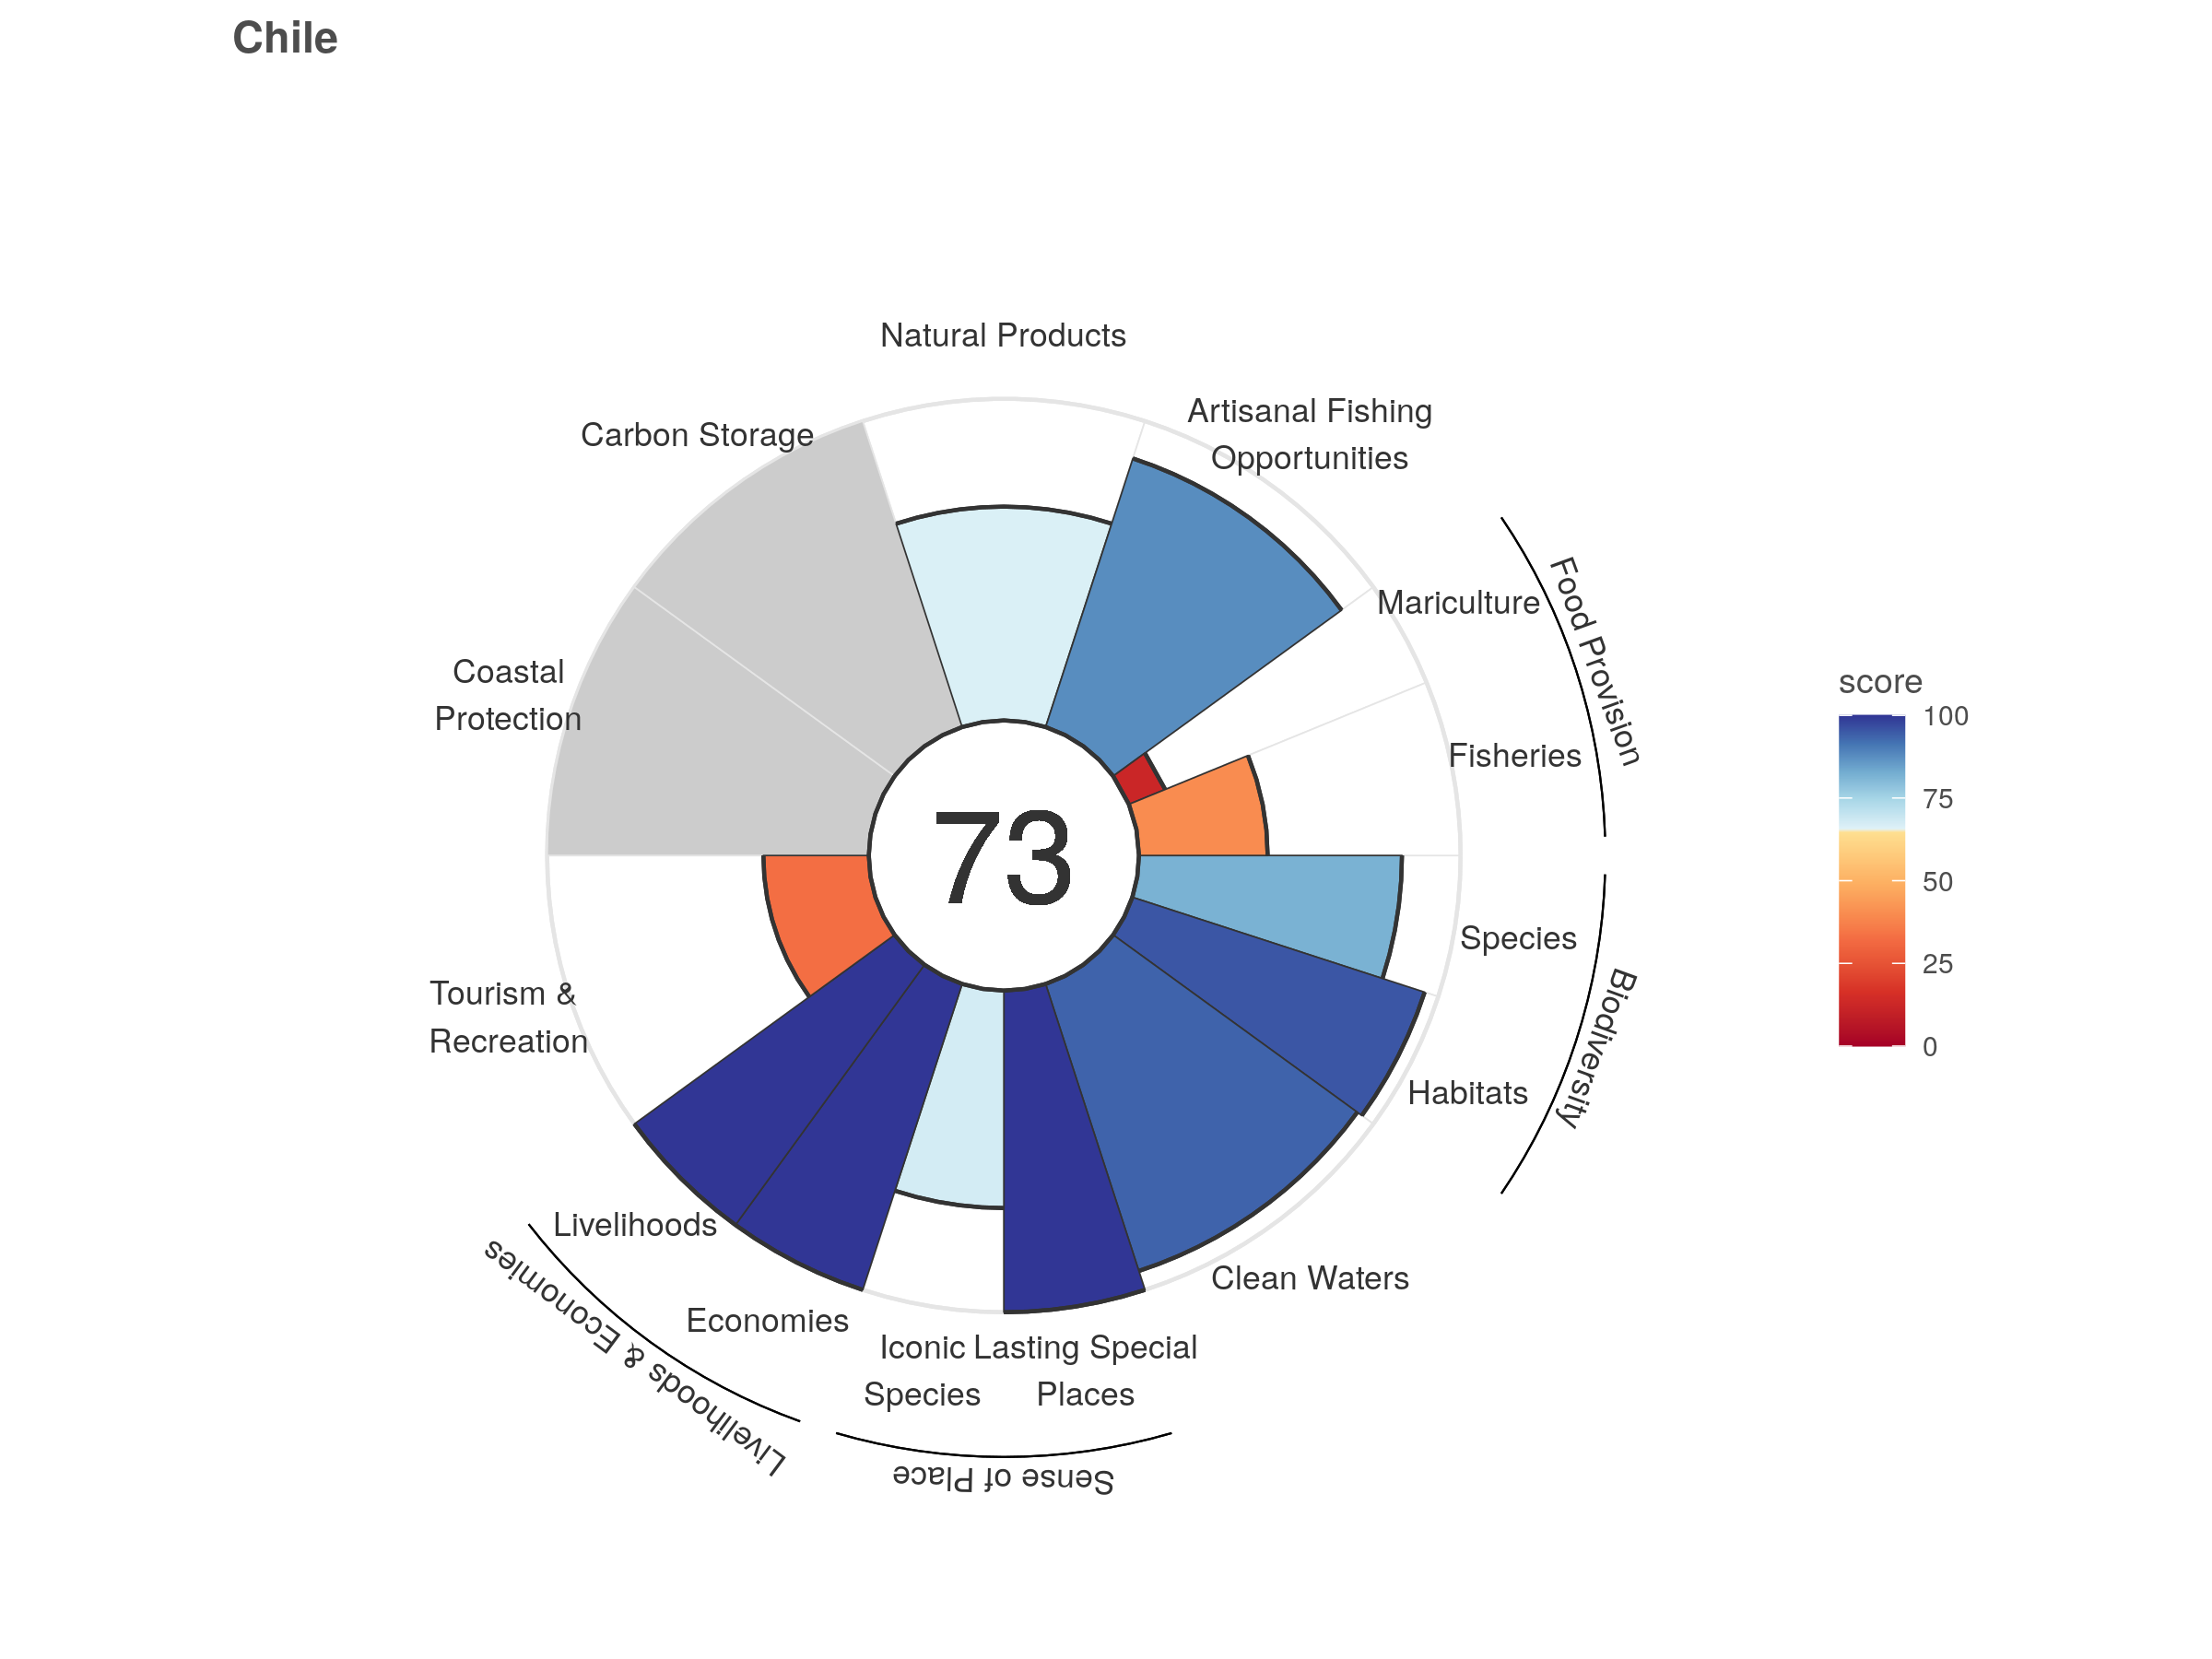 Chile
Natural Products
Artisanal Fishing
Opportunities
Carbon Storage
Mariculture
Food Provision
Coastal
Protection
Fisheries
73
Species
Biodiversity
Habitats
Tourism &
Recreation
Livelihoods
Clean Waters
Economies
Iconic
Species
Lasting Special
Places
Livelihoods & Economies
Sense of Place
score
100
75
50
25
0